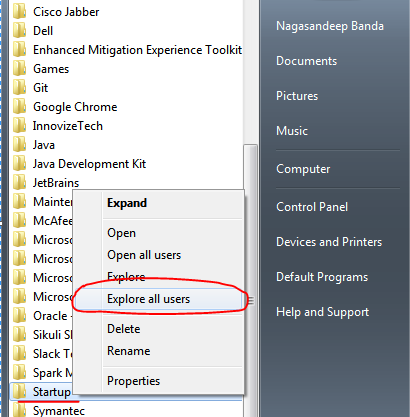 Cisco Jabber
Dell
Enhanced Mitigation Experience Toolkit
Games
Git
Google Chrome
InnovizeTech
Java
Java Development Kit
JetBrains
Mainte
McAfee
Microso
Microso
Microso
Microso
Oracle
Sikuli S
Slack Te
Spark M
Startup
Symantec
Expand
Open
Open all users
Explore
Explore all users
Delete
Rename
Properties
Nagasandeep Banda
Documents
Pictures
Music
Computer
Control Panel
Devices and Printers
Default Programs
Help and Support